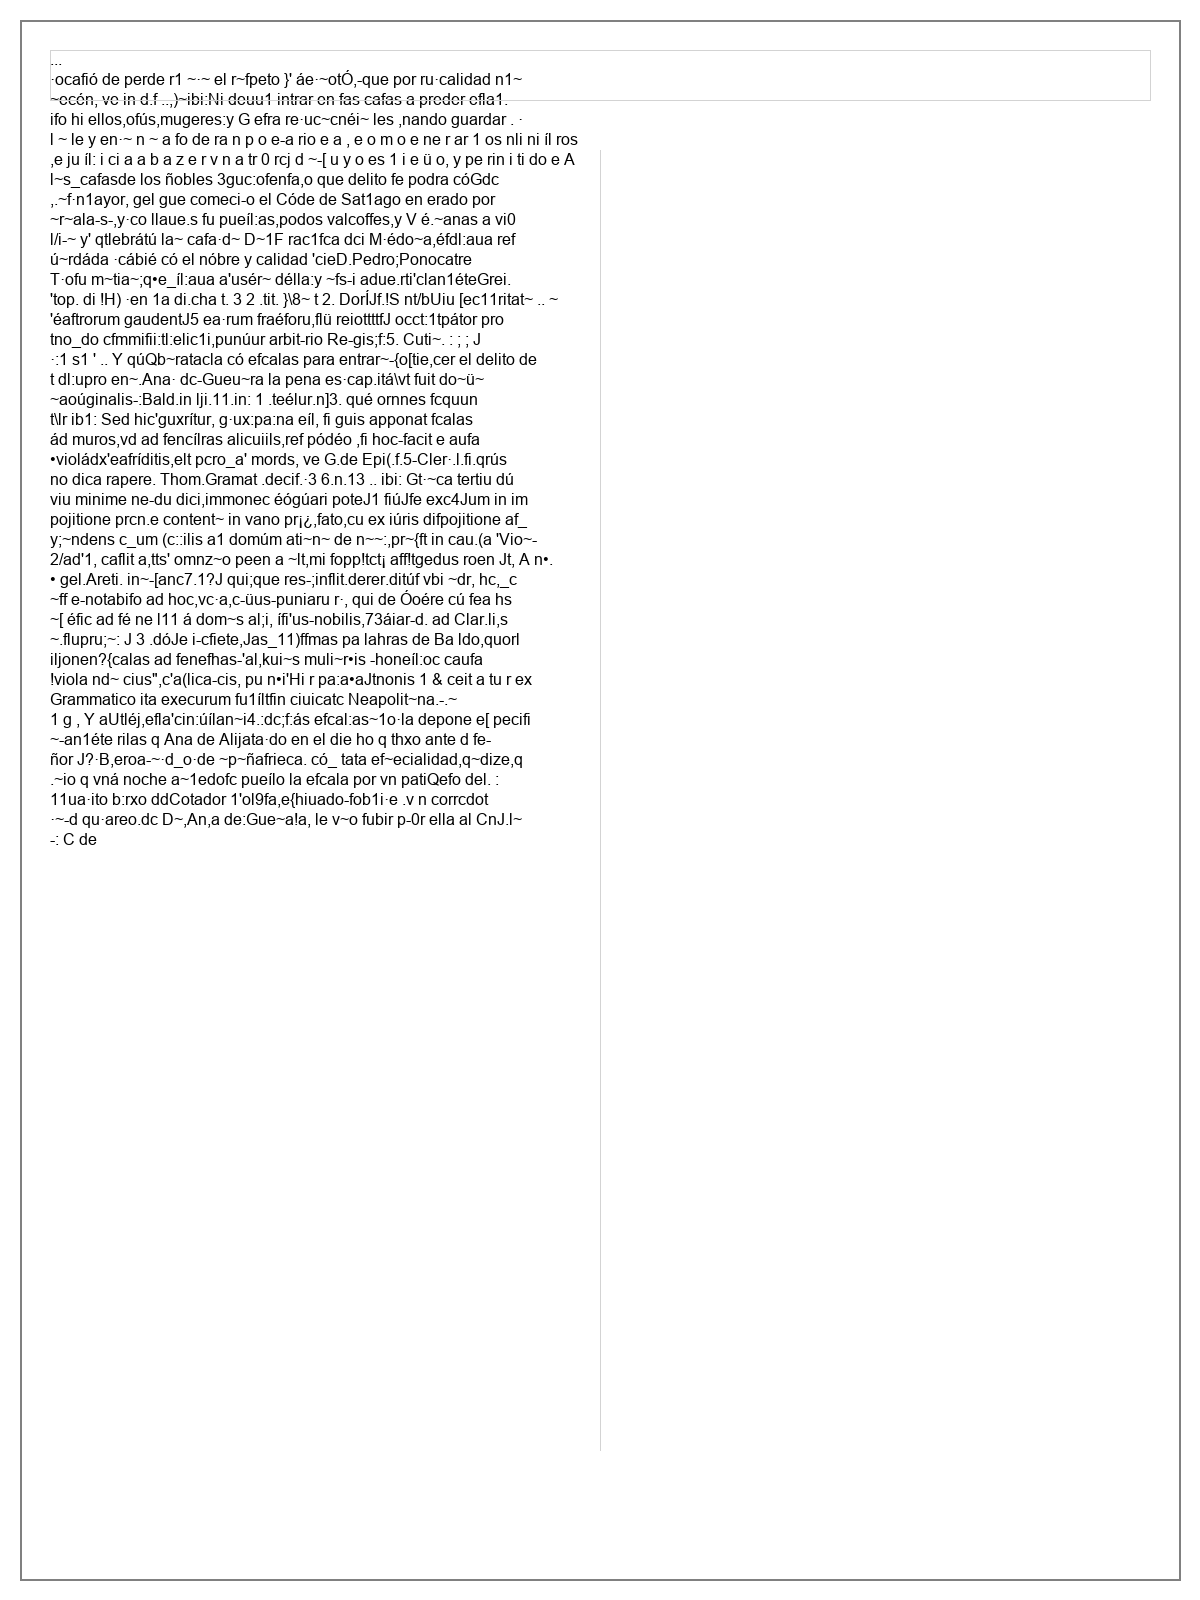 ...
·ocafió de perde r1 ~·~ el r~fpeto }' áe·~otÓ,-que por ru·calidad n1~
~ecén, ve in d.f ..,)~ibi:Ni deuu1 intrar en fas cafas a preder efla1.
ifo hi ellos,ofús,mugeres:y G efra re·uc~cnéi~ les ,nando guardar . ·
l ~ le y en·~ n ~ a fo de ra n p o e-a rio e a , e o m o e ne r ar 1 os nli ni íl ros
,e ju íl: i ci a a b a z e r v n a tr 0 rcj d ~-[ u y o es 1 i e ü o, y pe rin i ti do e A
l~s_cafasde los ñobles 3guc:ofenfa,o que delito fe podra cóGdc
,.~f·n1ayor, gel gue comeci-o el Códe de Sat1ago en erado por
~r~ala-s-,y·co llaue.s fu pueíl:as,podos valcoffes,y V é.~anas a vi0
l/i-~ y' qtlebrátú la~ cafa·d~ D~1F rac1fca dci M·édo~a,éfdl:aua ref
ú~rdáda ·cábié có el nóbre y calidad 'cieD.Pedro;Ponocatre
T·ofu m~tia~;q•e_íl:aua a'usér~ délla:y ~fs-i adue.rti'clan1éteGrei.
'top. di !H) ·en 1a di.cha t. 3 2 .tit. }\8~ t 2. DorÍJf.!S nt/bUiu [ec11ritat~ .. ~
'éaftrorum gaudentJ5 ea·rum fraéforu,flü reiottttfJ occt:1tpátor pro
tno_do cfmmifii:tl:elic1i,punúur arbit-rio Re-gis;f:5. Cuti~. : ; ; J
·:1 s1 ' .. Y qúQb~ratacla có efcalas para entrar~-{o[tie,cer el delito de
t dl:upro en~.Ana· dc-Gueu~ra la pena es·cap.itá\vt fuit do~ü~
~aoúginalis-:Bald.in lji.11.in: 1 .teélur.n]3. qué ornnes fcquun
t\lr ib1: Sed hic'guxrítur, g·ux:pa:na eíl, fi guis apponat fcalas
ád muros,vd ad fencílras alicuiils,ref pódéo ,fi hoc-facit e aufa
•violádx'eafríditis,elt pcro_a' mords, ve G.de Epi(.f.5-Cler·.l.fi.qrús
no dica rapere. Thom.Gramat .decif.·3 6.n.13 .. ibi: Gt·~ca tertiu dú
viu minime ne-du dici,immonec éógúari poteJ1 fiúJfe exc4Jum in im
pojitione prcn.e content~ in vano pr¡¿,fato,cu ex iúris difpojitione af_
y;~ndens c_um (c::ilis a1 domúm ati~n~ de n~~:,pr~{ft in cau.(a 'Vio~-
2/ad'1, caflit a,tts' omnz~o peen a ~lt,mi fopp!tct¡ aff!tgedus roen Jt, A n•.
• gel.Areti. in~-[anc7.1?J qui;que res-;inflit.derer.ditúf vbi ~dr, hc,_c
~ff e-notabifo ad hoc,vc·a,c-üus-puniaru r·, qui de Óoére cú fea hs
~[ éfic ad fé ne l11 á dom~s al;i, ífi'us-nobilis,73áiar-d. ad Clar.li,s
~.flupru;~: J 3 .dóJe i-cfiete,Jas_11)ffmas pa lahras de Ba ldo,quorl
iljonen?{calas ad fenefhas-'al,kui~s muli~r•is -honeíl:oc caufa
!viola nd~ cius",c'a(lica-cis, pu n•i'Hi r pa:a•aJtnonis 1 & ceit a tu r ex
Grammatico ita execurum fu1íltfin ciuicatc Neapolit~na.-.~
1 g , Y aUtléj,efla'cin:úílan~i4.:dc;f:ás efcal:as~1o·la depone e[ pecifi
~-an1éte rilas q Ana de Alijata·do en el die ho q thxo ante d fe-
ñor J?·B,eroa-~·d_o·de ~p~ñafrieca. có_ tata ef~ecialidad,q~dize,q
.~io q vná noche a~1edofc pueílo la efcala por vn patiQefo del. :
11ua·ito b:rxo ddCotador 1'ol9fa,e{hiuado-fob1i·e .v n corrcdot
·~-d qu·areo.dc D~,An,a de:Gue~a!a, le v~o fubir p-0r ella al CnJ.l~
-: C de